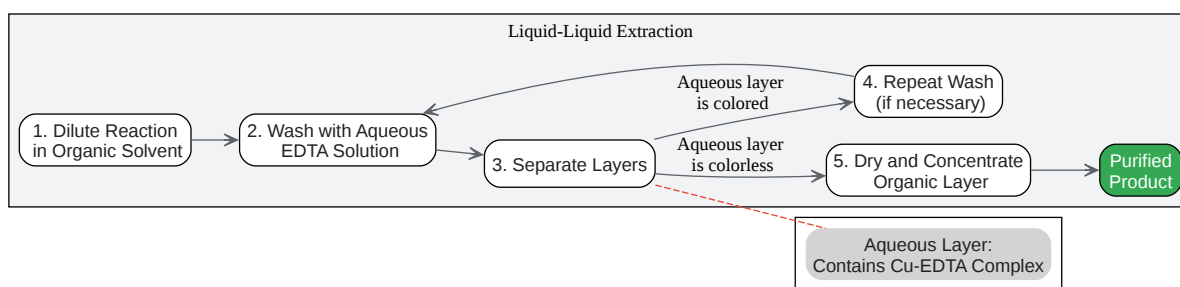 Liquid-Liquid Extraction
1. Dilute Reaction
in Organic Solvent
2. Wash with Aqueous
EDTA Solution
3. Separate Layers
Aqueous layer
is colored
4. Repeat Wash
(if necessary)
Aqueous layer
is colorless
5. Dry and Concentrate
Organic Layer
Purified
Product
Aqueous Layer:
Contains Cu-EDTA Complex